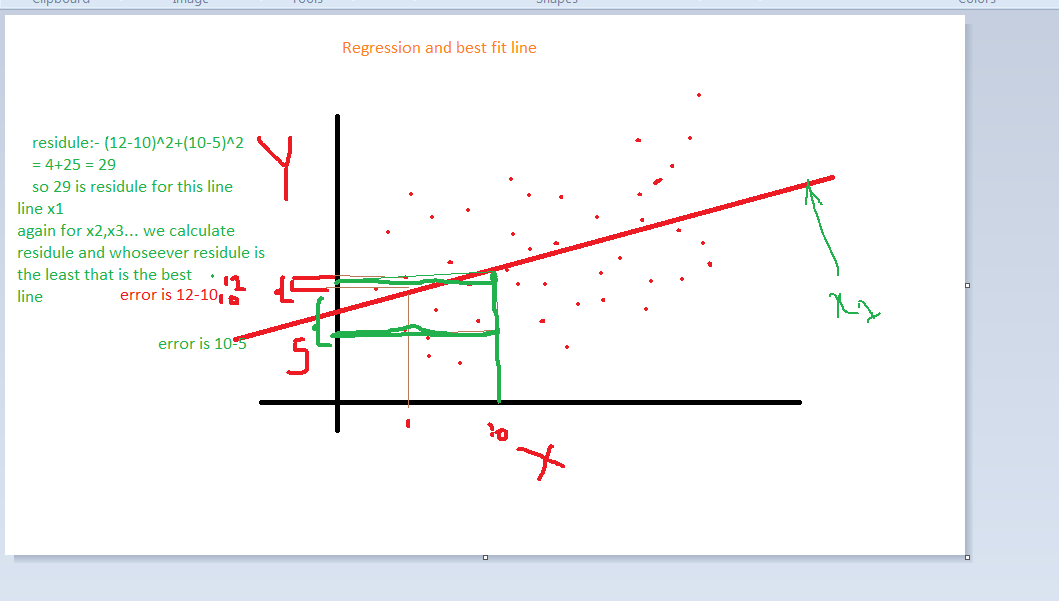 Clipboard Image Tools Shapes Colors
Regression and best fit line
residule:- (12-10)^2+(10-5)^2
= 4+25 = 29
so 29 is residule for this line
line x1
again for x2,x3... we calculate
residule and whoseever residule is
the least that is the best
line
Y
12
error is 12-10
10
error is 10-5
5
1
10
X